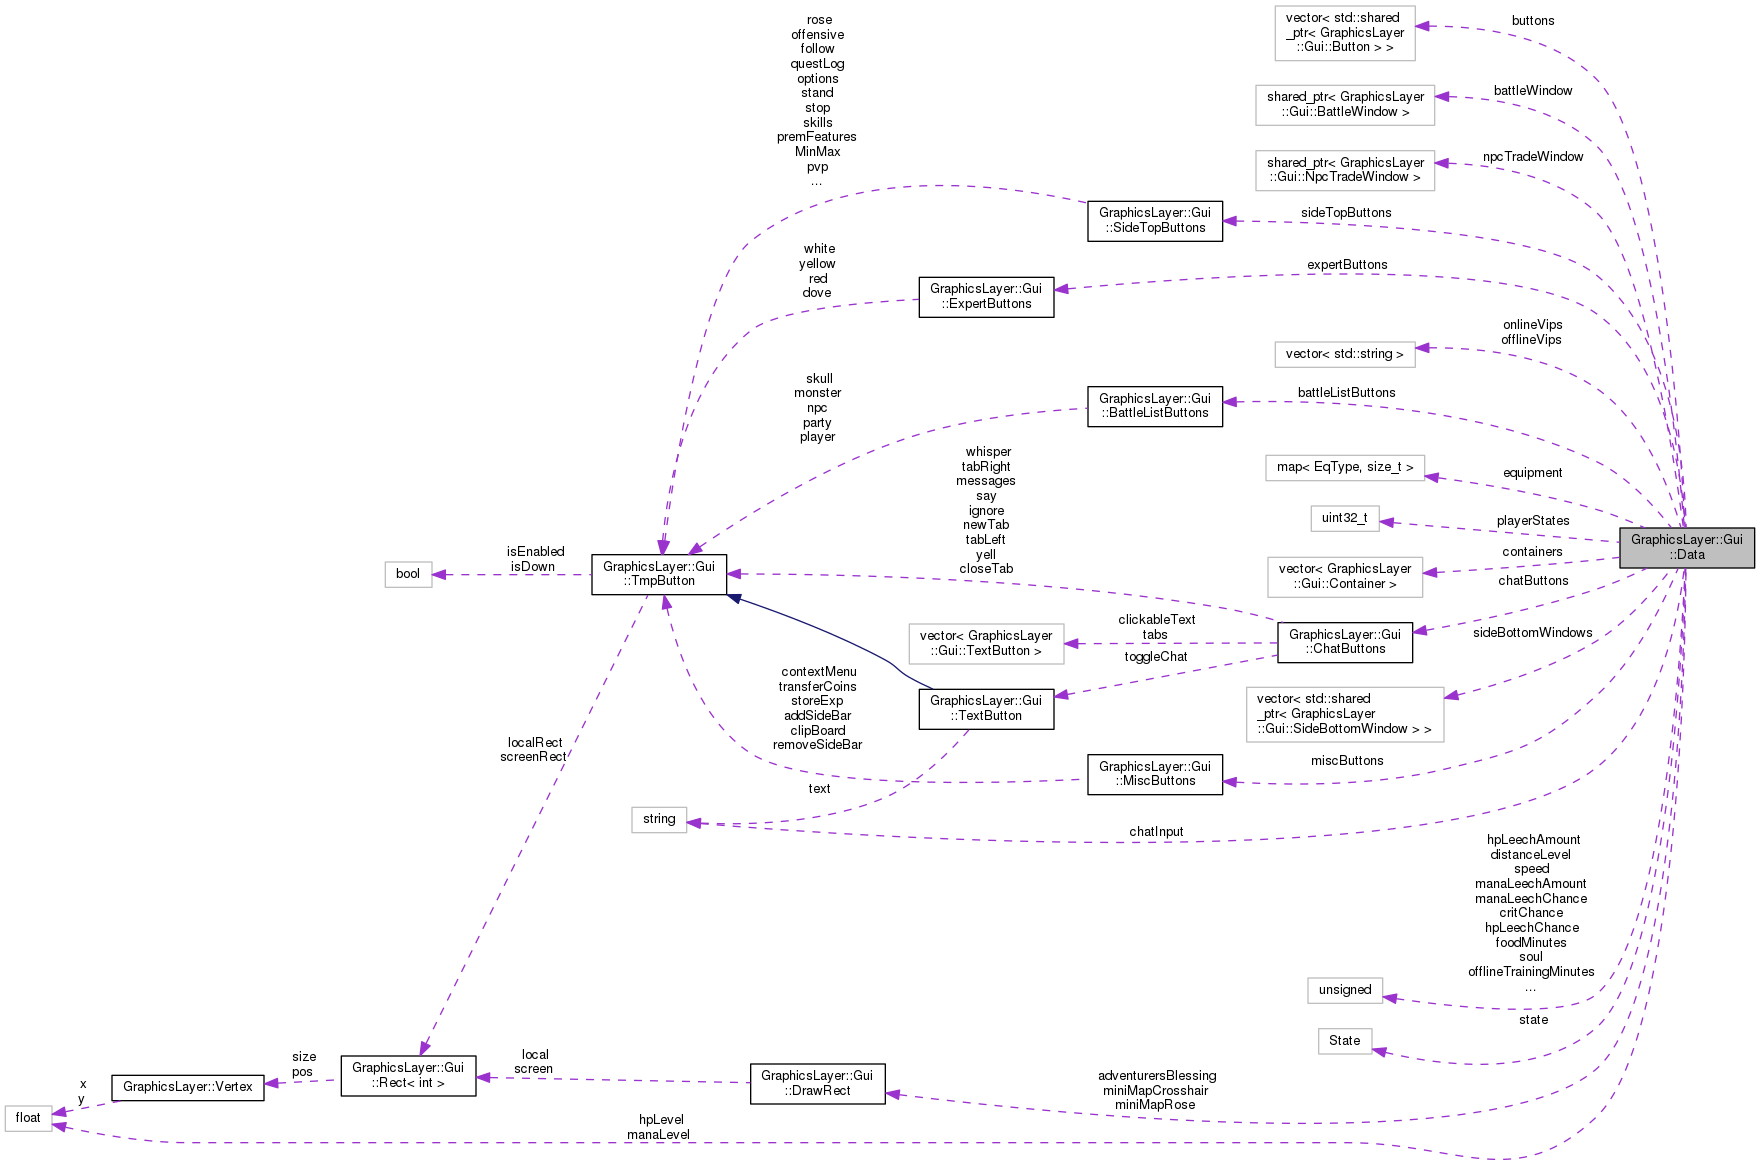 rose
offensive
follow
questLog
options
stand
stop
skills
premFeatures
MinMax
pvp
...
vector< std::shared
_ptr< GraphicsLayer
::Gui::Button > >
buttons
shared_ptr< GraphicsLayer
::Gui::BattleWindow >
battleWindow
shared_ptr< GraphicsLayer
::Gui::NpcTradeWindow >
npcTradeWindow
GraphicsLayer::Gui
::SideTopButtons
sideTopButtons
white
yellow
red
dove
GraphicsLayer::Gui
::ExpertButtons
expertButtons
vector< std::string >
onlineVips
offlineVips
skull
monster
npc
party
player
GraphicsLayer::Gui
::BattleListButtons
battleListButtons
whisper
tabRight
messages
say
ignore
newTab
tabLeft
yell
closeTab
map< EqType, size_t >
equipment
uint32_t
playerStates
GraphicsLayer::Gui
::Data
bool
isEnabled
isDown
GraphicsLayer::Gui
::TmpButton
vector< GraphicsLayer
::Gui::Container >
containers
chatButtons
vector< GraphicsLayer
::Gui::TextButton >
clickableText
tabs
toggleChat
GraphicsLayer::Gui
::ChatButtons
sideBottomWindows
contextMenu
transferCoins
storeExp
addSideBar
clipBoard
removeSideBar
GraphicsLayer::Gui
::TextButton
vector< std::shared
_ptr< GraphicsLayer
::Gui::SideBottomWindow > >
localRect
screenRect
GraphicsLayer::Gui
::MiscButtons
miscButtons
string
text
chatInput
hpLeechAmount
distanceLevel
speed
manaLeechAmount
manaLeechChance
critChance
hpLeechChance
foodMinutes
soul
offlineTrainingMinutes
...
unsigned
State
state
float
x
y
GraphicsLayer::Vertex
size
pos
GraphicsLayer::Gui
::Rect< int >
local
screen
GraphicsLayer::Gui
::DrawRect
adventurersBlessing
miniMapCrosshair
miniMapRose
hpLevel
manaLevel